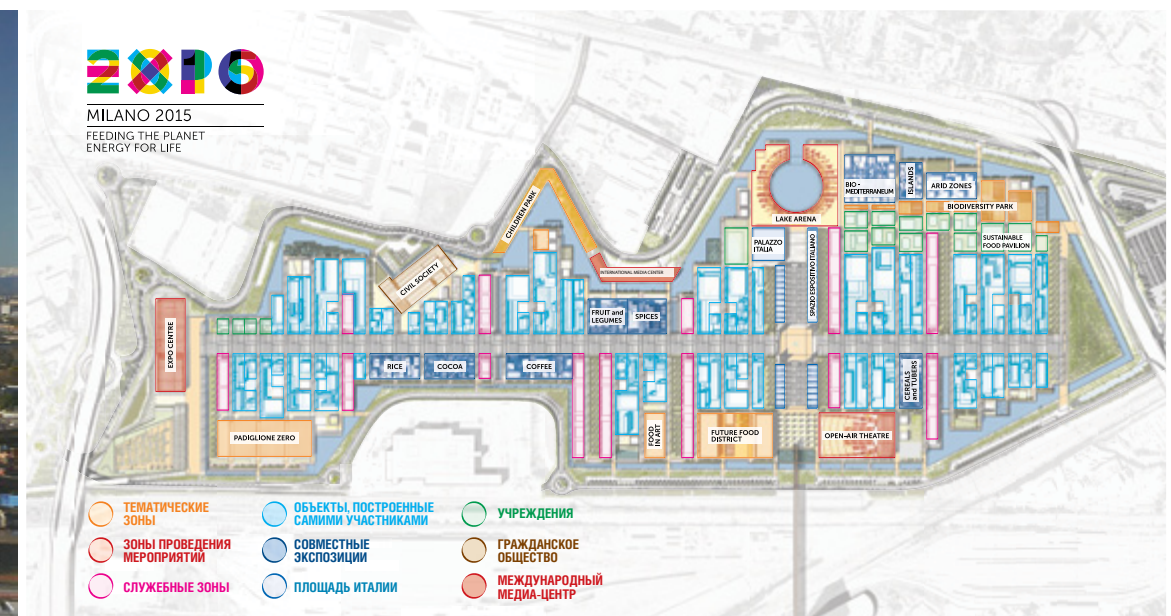 EXPO
MILANO 2015
FEEDING THE PLANET
ENERGY FOR LIFE
CHILDREN PARK
CIVIL SOCIETY
INTERNATIONAL MEDIA CENTER
LAKE ARENA
BIO -
MEDITERRANEUM
ISLANDS
ARID ZONES
BIODIVERSITY PARK
SUSTAINABLE
FOOD PAVILION
PALAZZO
ITALIA
SPAZIO ESPOSITIVO ITALIANO
FRUIT and
LEGUMES
SPICES
EXPO CENTRE
RICE
COCOA
COFFEE
CEREALS
and TUBERS
PADIGLIONE ZERO
FOOD
IN ART
FUTURE FOOD
DISTRICT
OPEN-AIR THEATRE
ТЕМАТИЧЕСКИЕ
ЗОНЫ
ЗОНЫ ПРОВЕДЕНИЯ
МЕРОПРИЯТИЙ
СЛУЖЕБНЫЕ ЗОНЫ
ОБЪЕКТЫ, ПОСТРОЕННЫЕ
САМИМИ УЧАСТНИКАМИ
СОВМЕСТНЫЕ
ЭКСПОЗИЦИИ
ПЛОЩАДЬ ИТАЛИИ
УЧРЕЖДЕНИЯ
ГРАЖДАНСКОЕ
ОБЩЕСТВО
МЕЖДУНАРОДНЫЙ
МЕДИА-ЦЕНТР